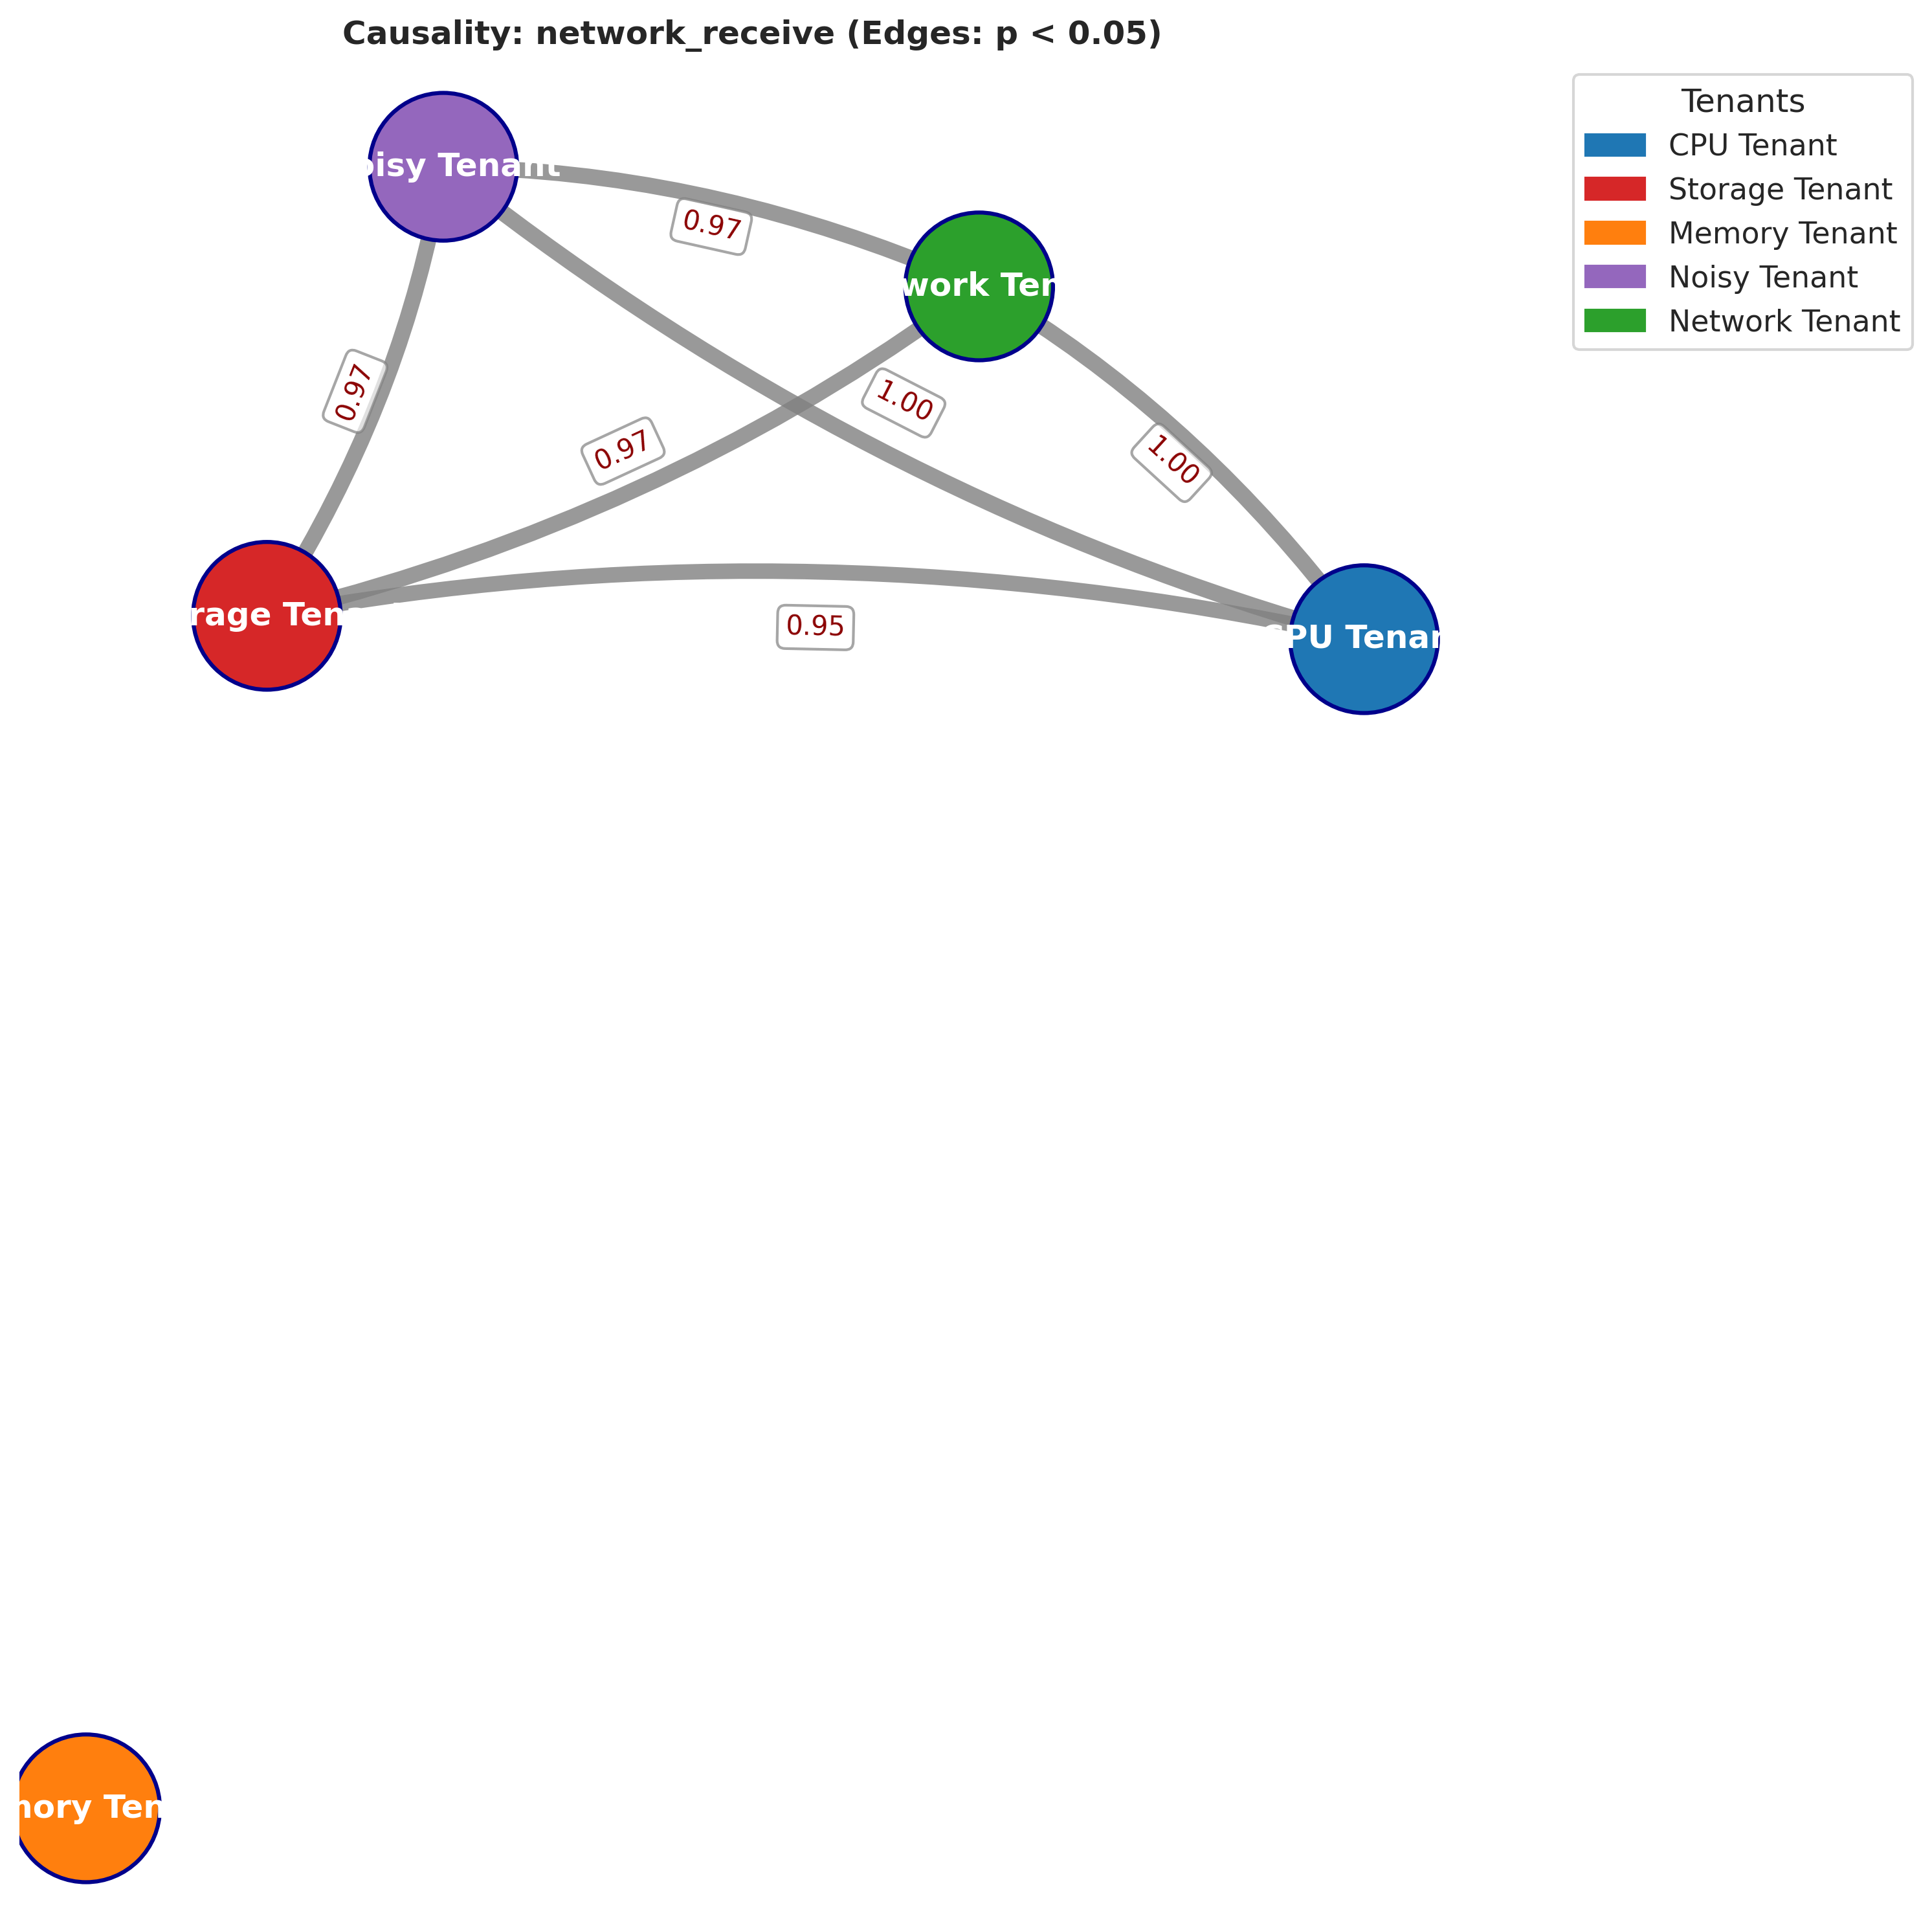 Causality: network_receive (Edges: p < 0.05)
Tenants
CPU Tenant
Storage Tenant
Memory Tenant
Noisy Tenant
Network Tenant
oisy Tenant
0.97
work Ten
0.97
1.00
0.97
1.00
rage Ten
0.95
CPU Tenan
mory Ten